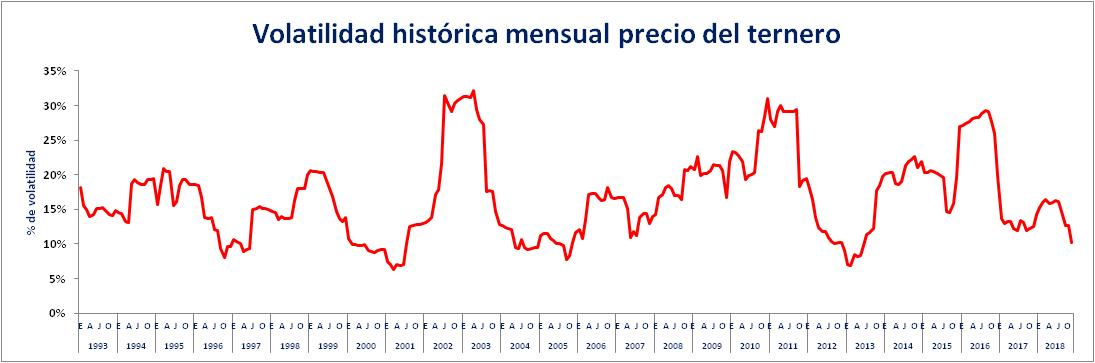 Volatilidad histórica mensual precio del ternero
35%
30%
25%
20%
15%
10%
5%
0%
% de volatilidad
E A J O E A J O E A J O E A J O E A J O E A J O E A J O E A J O E A J O E A J O E A J O E A J O E A J O E A J O E A J O E A J O E A J O E A J O E A J O E A J O E A J O E A J O E A J O E A J O E A J O E A J O
1993 1994 1995 1996 1997 1998 1999 2000 2001 2002 2003 2004 2005 2006 2007 2008 2009 2010 2011 2012 2013 2014 2015 2016 2017 2018